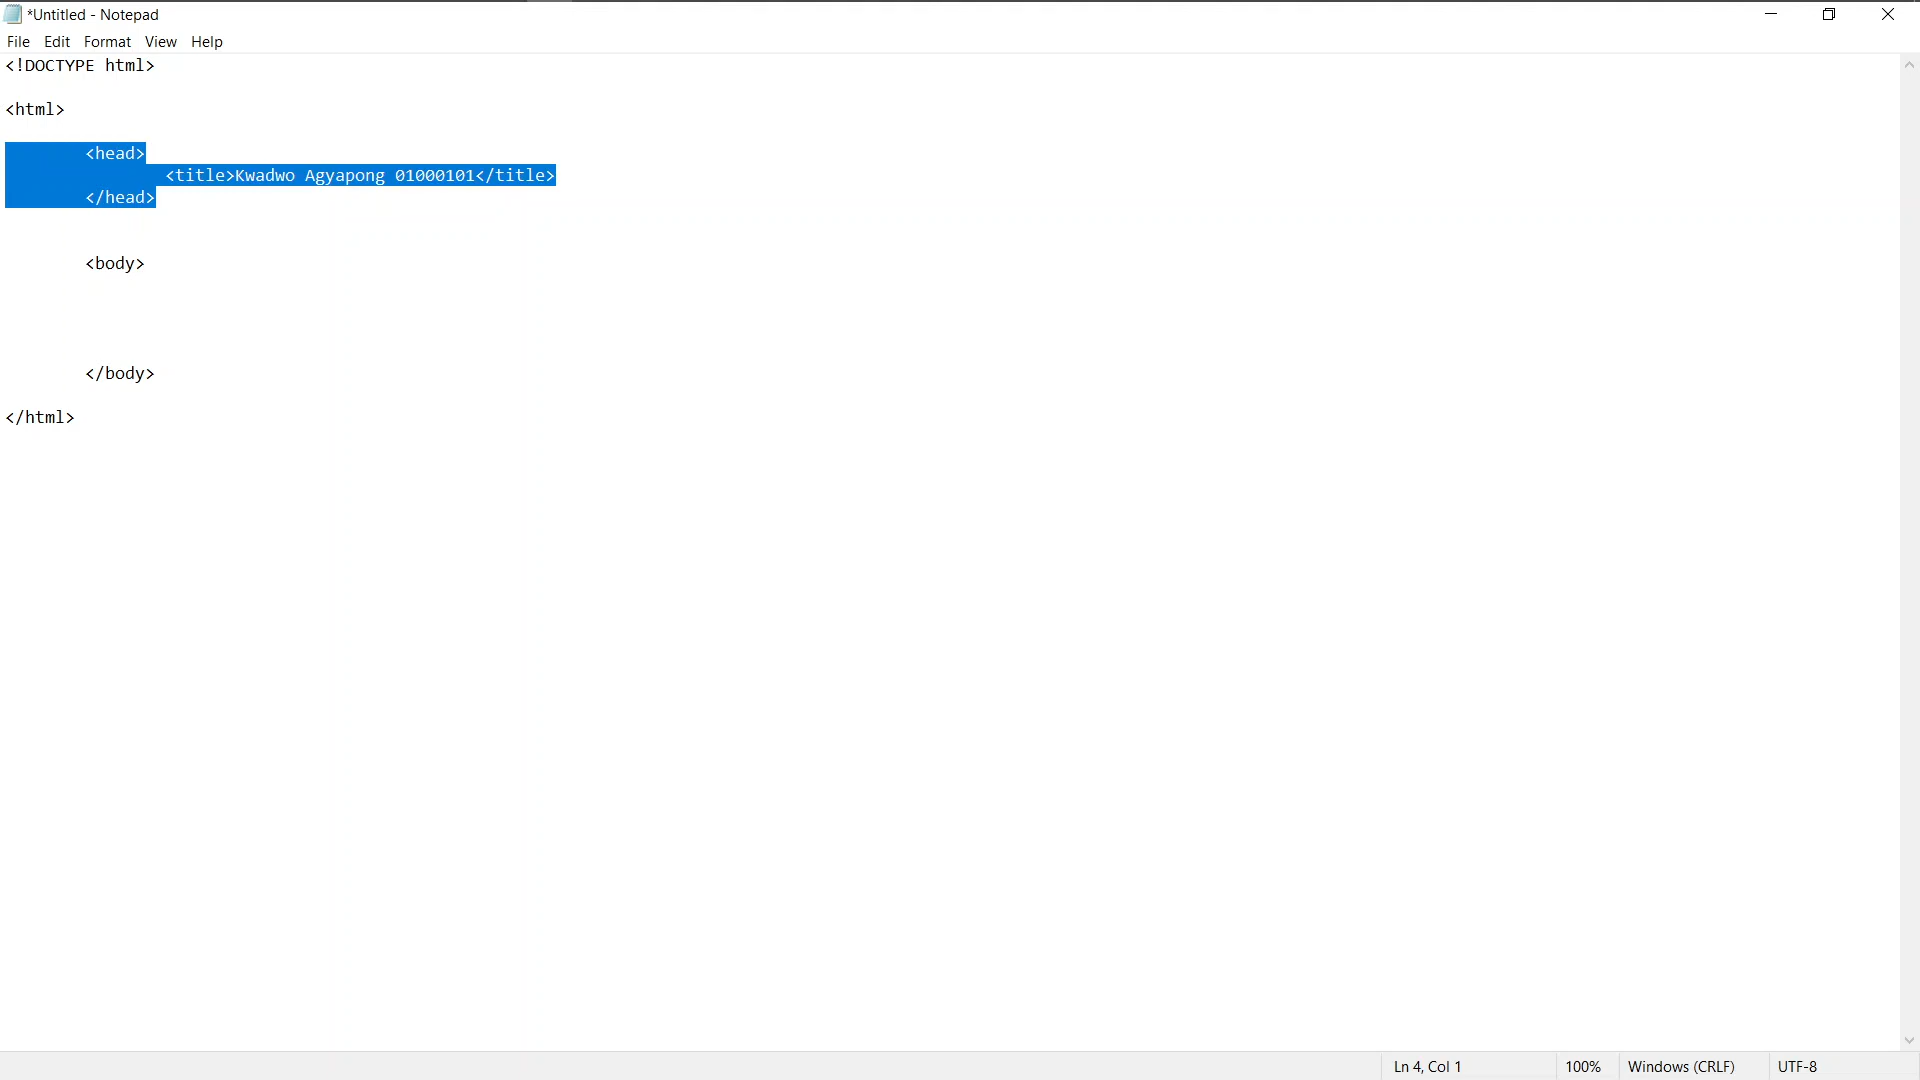 *Untitled - Notepad
File Edit Format View Help
<!DOCTYPE html>
<html>
<head>
<title>Kwadwo Agyapong 01000101</title>
</head>
<body>
</body>
</html>
Ln 4, Col 1 100% Windows (CRLF) UTF-8